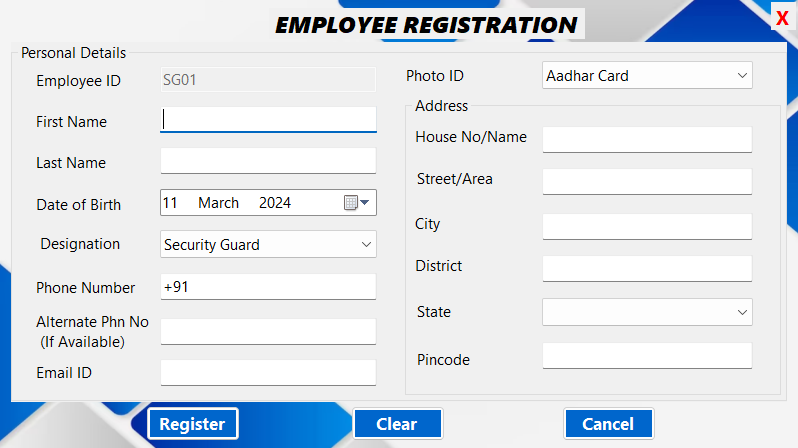 EMPLOYEE REGISTRATION
X
Personal Details
Employee ID
SG01
First Name
Last Name
Date of Birth
11 March 2024
Designation
Security Guard
Phone Number
+91
Alternate Phn No
(If Available)
Email ID
Photo ID
Aadhar Card
Address
House No/Name
Street/Area
City
District
State
Pincode
Register
Clear
Cancel